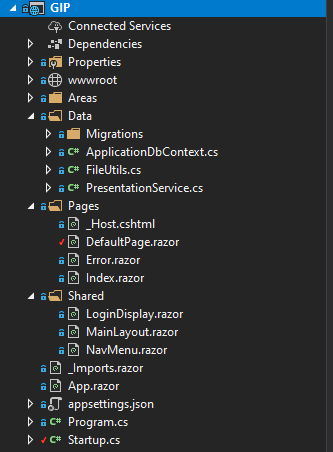 GIP
Connected Services
Dependencies
Properties
wwwroot
Areas
Data
Migrations
C# ApplicationDbContext.cs
C# FileUtils.cs
C# PresentationService.cs
Pages
_Host.cshtml
DefaultPage.razor
Error.razor
Index.razor
Shared
LoginDisplay.razor
MainLayout.razor
NavMenu.razor
_Imports.razor
App.razor
appsettings.json
C# Program.cs
C# Startup.cs